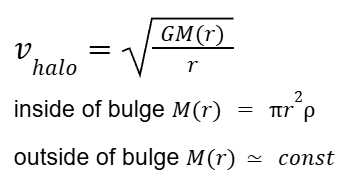 v_halo = √(GM(r)/r)
inside of bulge M(r) = πr²ρ
outside of bulge M(r) ≃ const